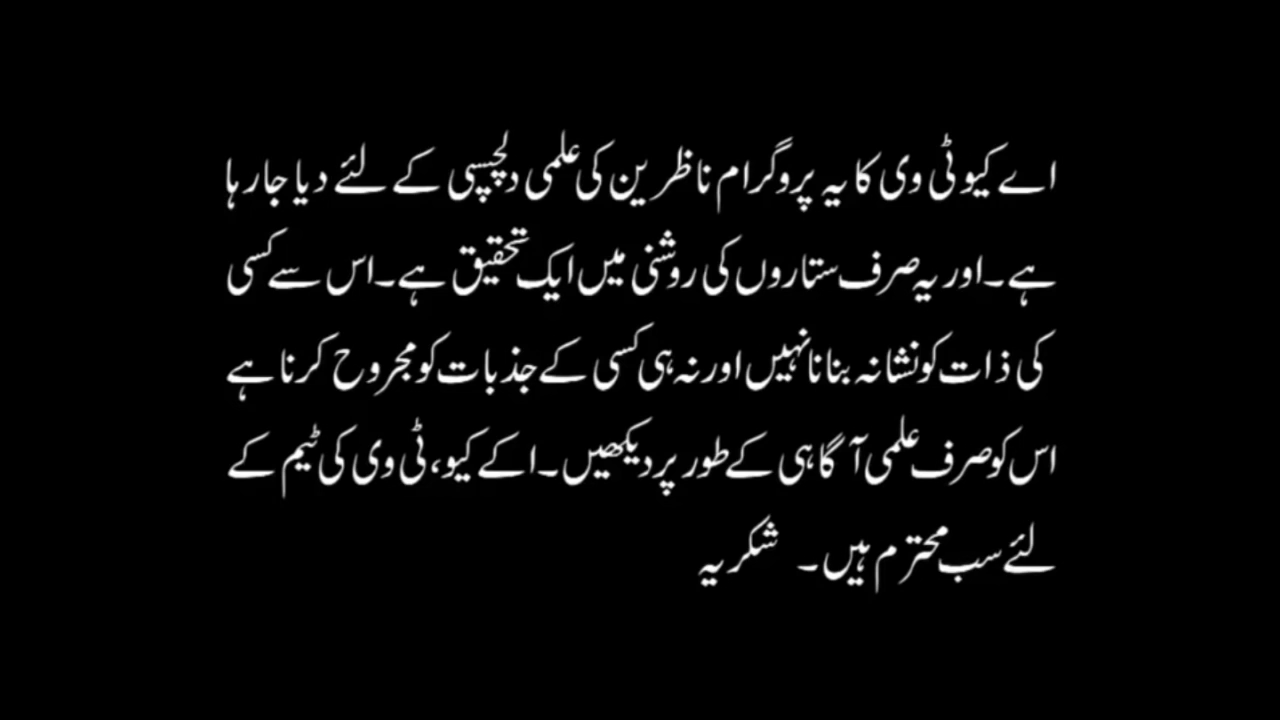 اے کیو ٹی وی کا یہ پروگرام ناظرین کی علمی دلچسپی کے لئے دیا جارہا
ہے۔اور یہ صرف ستاروں کی روشنی میں ایک تحقیق ہے۔اس سے کسی
کی ذات کو نشانہ بنانا نہیں اور نہ ہی کسی کے جذبات کو مجروح کرنا ہے
اس کو صرف علمی آگاہی کے طور پر دیکھیں۔اکے کیو،ٹی وی کی ٹیم کے
لئے سب محترم ہیں۔ شکریہ